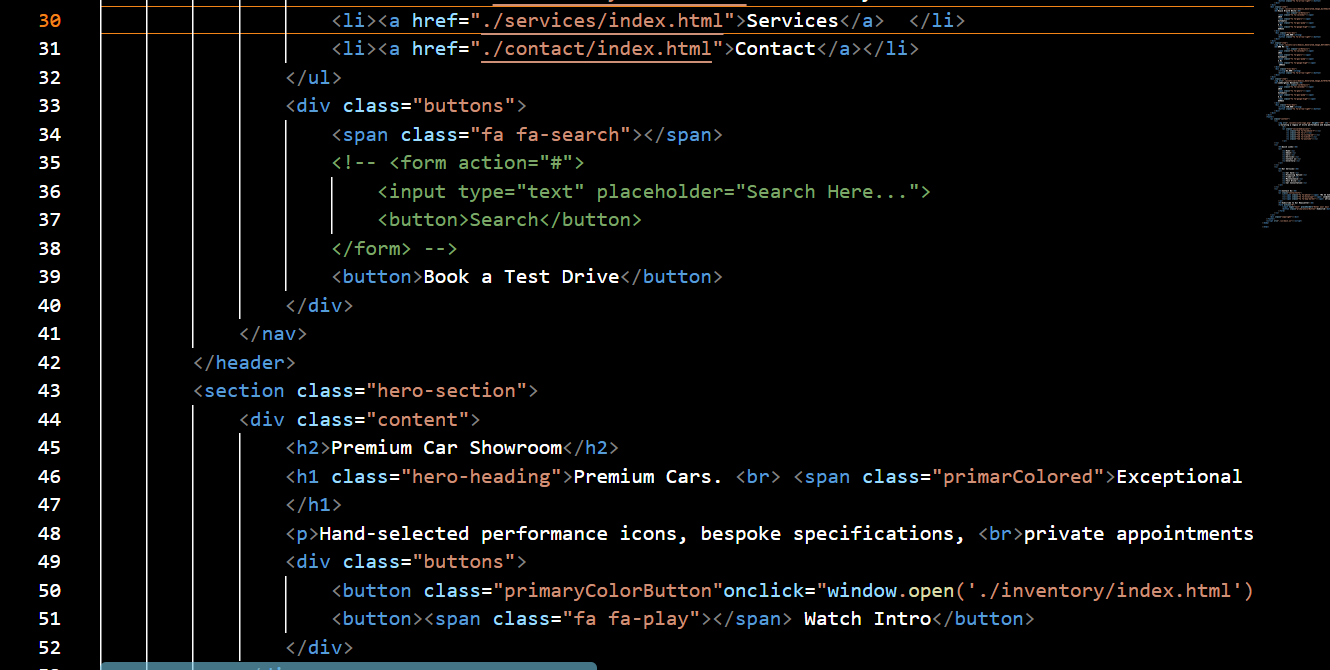 30 <li><a href="./services/index.html">Services</a>  </li>
31 <li><a href="./contact/index.html">Contact</a></li>
32 </ul>
33 <div class="buttons">
34 <span class="fa fa-search"></span>
35 <!-- <form action="#">
36 <input type="text" placeholder="Search Here...">
37 <button>Search</button>
38 </form> -->
39 <button>Book a Test Drive</button>
40 </div>
41 </nav>
42 </header>
43 <section class="hero-section">
44 <div class="content">
45 <h2>Premium Car Showroom</h2>
46 <h1 class="hero-heading">Premium Cars. <br> <span class="primarColored">Exceptional
47 </h1>
48 <p>Hand-selected performance icons, bespoke specifications, <br>private appointments
49 <div class="buttons">
50 <button class="primaryColorButton"onclick="window.open('./inventory/index.html')
51 <button><span class="fa fa-play"></span> Watch Intro</button>
52 </div>